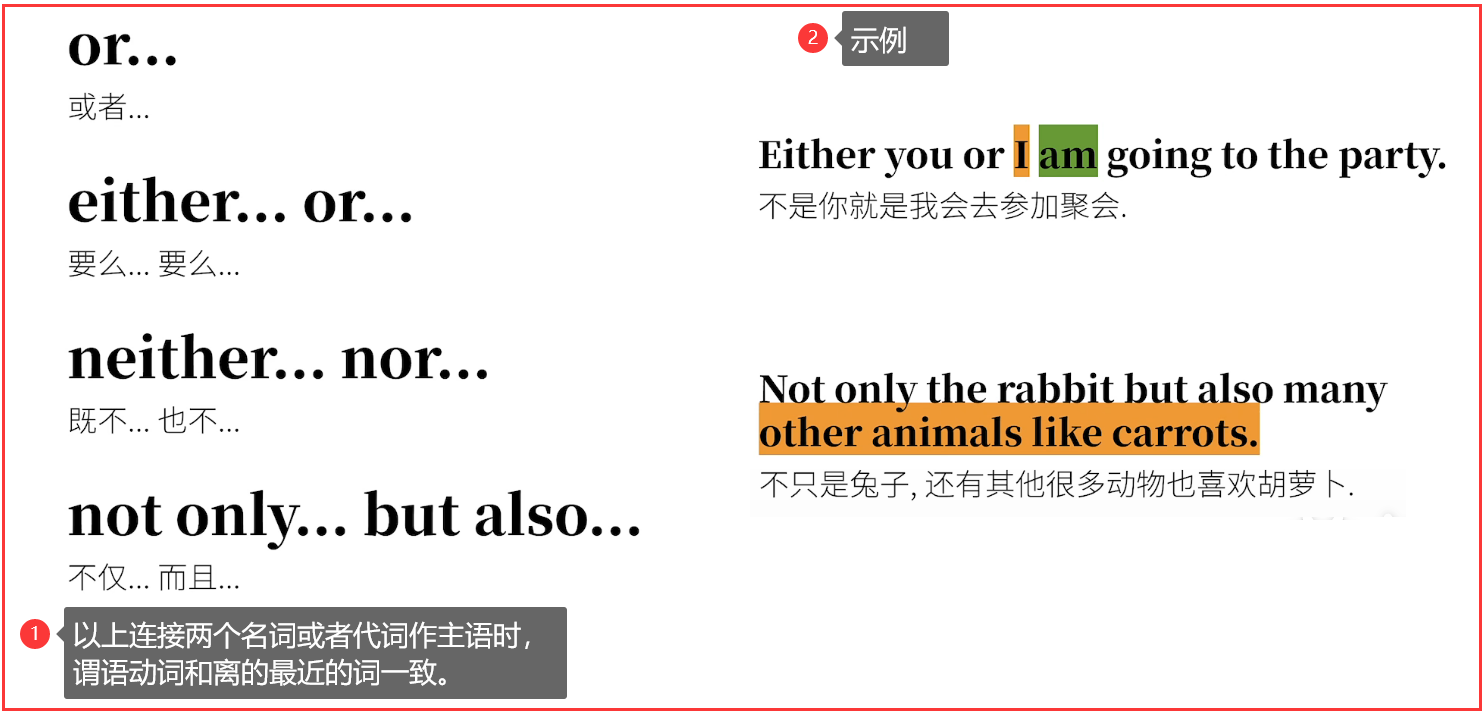 or...
或者...
either... or...
要么... 要么...
neither... nor...
既不... 也不...
not only... but also...
不仅... 而且...
1
以上连接两个名词或者代词作主语时，
谓语动词和离的最近的词一致。
2
示例
Either you or I am going to the party.
不是你就是我会去参加聚会.
Not only the rabbit but also many
other animals like carrots.
不只是兔子, 还有其他很多动物也喜欢胡萝卜.